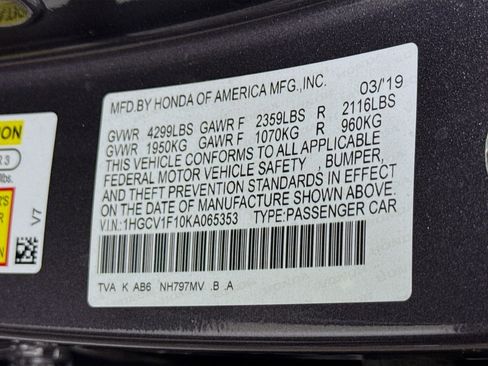 MFD.BY HONDA OF AMERICA MFG.,INC. 03/'19
GVWR 4299LBS GAWR F 2359LBS R 2116LBS
GVWR 1950KG GAWR F 1070KG R 960KG
THIS VEHICLE CONFORMS TO ALL APPLICABLE
FEDERAL MOTOR VEHICLE SAFETY , BUMPER,
AND THEFT PREVENTION STANDARDS IN EFFECT
ON THE DATE OF MANUFACTURE SHOWN ABOVE.
V.I.N.:1HGCV1F10KA065353 TYPE:PASSENGER CAR
TVA K AB6 NH797MV .B .A
V7